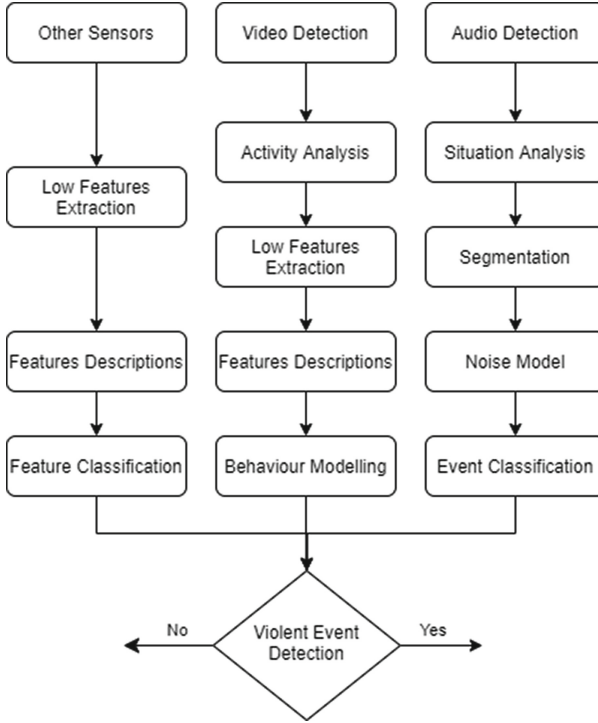 Other Sensors
Video Detection
Audio Detection
Activity Analysis
Situation Analysis
Low Features
Extraction
Low Features
Extraction
Segmentation
Features Descriptions
Features Descriptions
Noise Model
Feature Classification
Behaviour Modelling
Event Classification
No
Violent Event
Detection
Yes